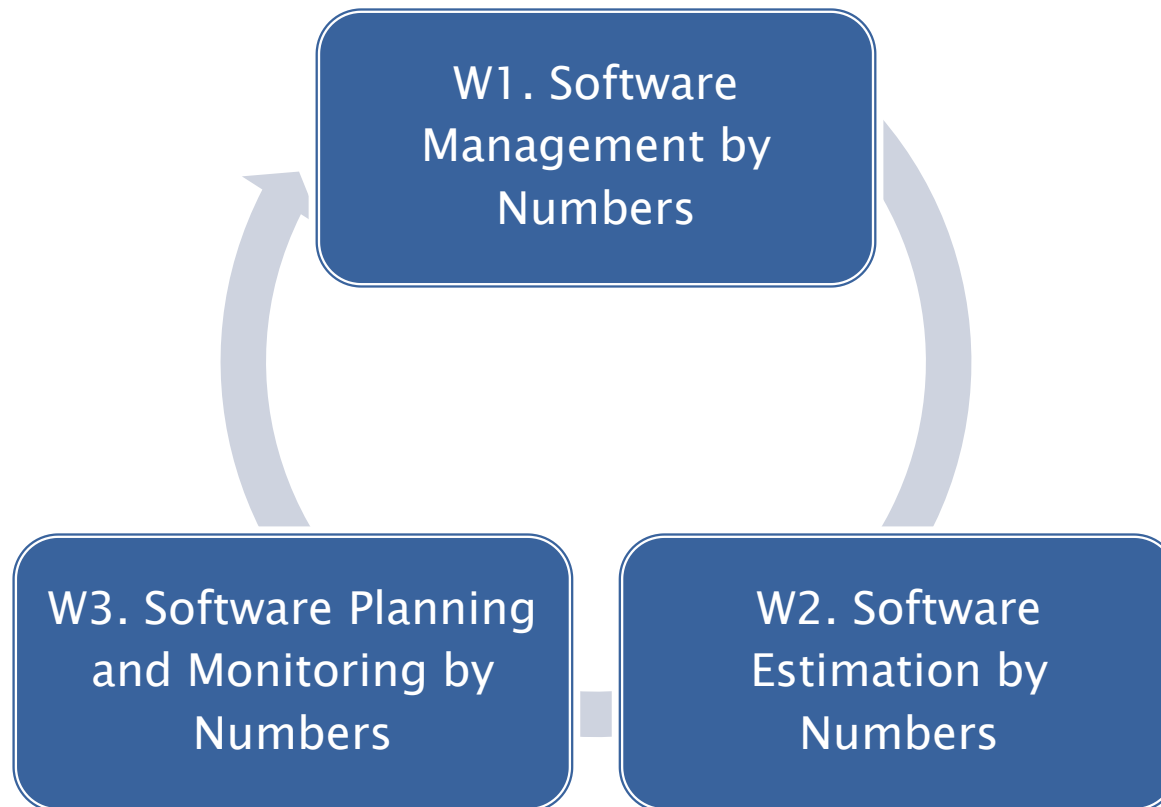 W1. Software
Management by
Numbers
W3. Software Planning
and Monitoring by
Numbers
W2. Software
Estimation by
Numbers